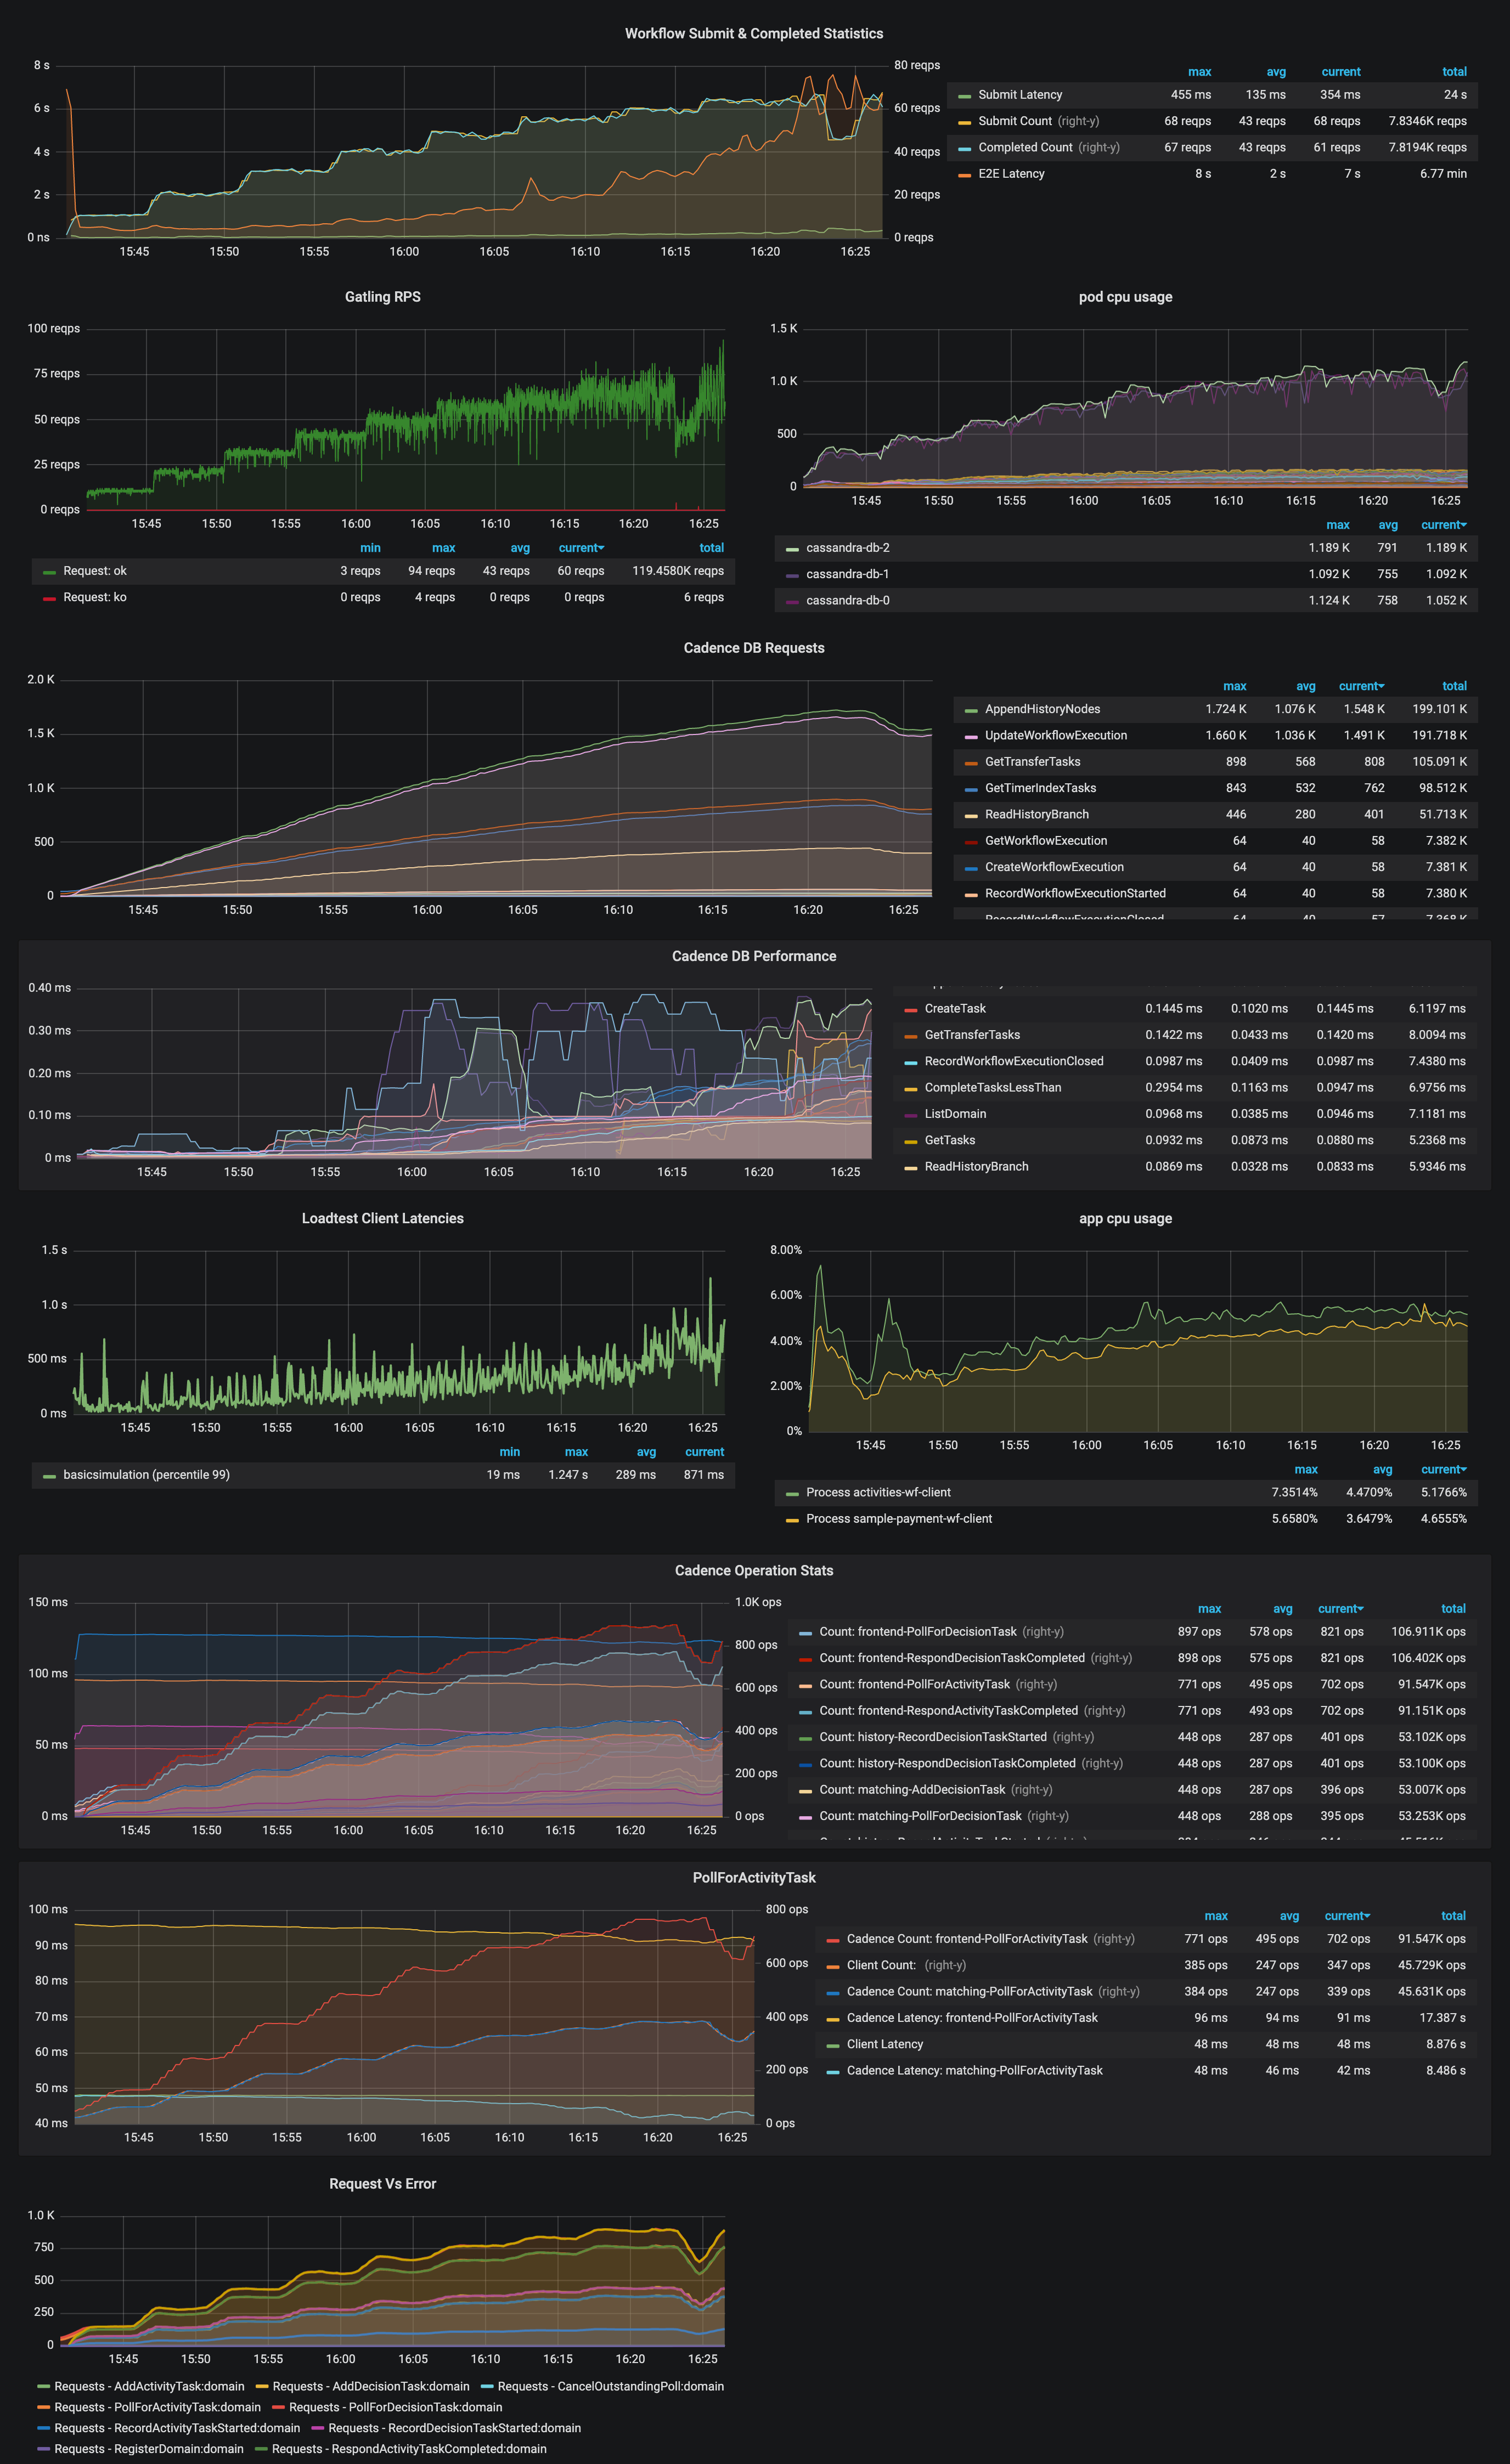 Workflow Submit & Completed Statistics
8 s
6 s
4 s
2 s
0 ns
80 reqps
60 reqps
40 reqps
20 reqps
0 reqps
15:45 15:50 15:55 16:00 16:05 16:10 16:15 16:20 16:25
max avg current total
Submit Latency 455 ms 135 ms 354 ms 24 s
Submit Count (right-y) 68 reqps 43 reqps 68 reqps 7.8346K reqps
Completed Count (right-y) 67 reqps 43 reqps 61 reqps 7.8194K reqps
E2E Latency 8 s 2 s 7 s 6.77 min
Gatling RPS
100 reqps
75 reqps
50 reqps
25 reqps
0 reqps
15:45 15:50 15:55 16:00 16:05 16:10 16:15 16:20 16:25
min max avg current total
Request: ok 3 reqps 94 reqps 43 reqps 60 reqps 119.4580K reqps
Request: ko 0 reqps 4 reqps 0 reqps 0 reqps 6 reqps
pod cpu usage
1.5 K
1.0 K
500
0
15:45 15:50 15:55 16:00 16:05 16:10 16:15 16:20 16:25
max avg current
cassandra-db-2 1.189 K 791 1.189 K
cassandra-db-1 1.092 K 755 1.092 K
cassandra-db-0 1.124 K 758 1.052 K
Cadence DB Requests
2.0 K
1.5 K
1.0 K
500
0
15:45 15:50 15:55 16:00 16:05 16:10 16:15 16:20 16:25
max avg current total
AppendHistoryNodes 1.724 K 1.076 K 1.548 K 199.101 K
UpdateWorkflowExecution 1.660 K 1.036 K 1.491 K 191.718 K
GetTransferTasks 898 568 808 105.091 K
GetTimerIndexTasks 843 532 762 98.512 K
ReadHistoryBranch 446 280 401 51.713 K
GetWorkflowExecution 64 40 58 7.382 K
CreateWorkflowExecution 64 40 58 7.381 K
RecordWorkflowExecutionStarted 64 40 58 7.380 K
RecordWorkflowExecutionClosed 64 40 57 7.368 K
Cadence DB Performance
0.40 ms
0.30 ms
0.20 ms
0.10 ms
0 ms
15:45 15:50 15:55 16:00 16:05 16:10 16:15 16:20 16:25
CreateTask 0.1445 ms 0.1020 ms 0.1445 ms 6.1197 ms
GetTransferTasks 0.1422 ms 0.0433 ms 0.1420 ms 8.0094 ms
RecordWorkflowExecutionClosed 0.0987 ms 0.0409 ms 0.0987 ms 7.4380 ms
CompleteTasksLessThan 0.2954 ms 0.1163 ms 0.0947 ms 6.9756 ms
ListDomain 0.0968 ms 0.0385 ms 0.0946 ms 7.1181 ms
GetTasks 0.0932 ms 0.0873 ms 0.0880 ms 5.2368 ms
ReadHistoryBranch 0.0869 ms 0.0328 ms 0.0833 ms 5.9346 ms
Loadtest Client Latencies
1.5 s
1.0 s
500 ms
0 ms
15:45 15:50 15:55 16:00 16:05 16:10 16:15 16:20 16:25
min max avg current
basicsimulation (percentile 99) 19 ms 1.247 s 289 ms 871 ms
app cpu usage
8.00%
6.00%
4.00%
2.00%
0%
15:45 15:50 15:55 16:00 16:05 16:10 16:15 16:20 16:25
max avg current
Process activities-wf-client 7.3514% 4.4709% 5.1766%
Process sample-payment-wf-client 5.6580% 3.6479% 4.6555%
Cadence Operation Stats
150 ms
100 ms
50 ms
0 ms
1.0K ops
800 ops
600 ops
400 ops
200 ops
0 ops
15:45 15:50 15:55 16:00 16:05 16:10 16:15 16:20 16:25
max avg current total
Count: frontend-PollForDecisionTask (right-y) 897 ops 578 ops 821 ops 106.911K ops
Count: frontend-RespondDecisionTaskCompleted (right-y) 898 ops 575 ops 821 ops 106.402K ops
Count: frontend-PollForActivityTask (right-y) 771 ops 495 ops 702 ops 91.547K ops
Count: frontend-RespondActivityTaskCompleted (right-y) 771 ops 493 ops 702 ops 91.151K ops
Count: history-RecordDecisionTaskStarted (right-y) 448 ops 287 ops 401 ops 53.102K ops
Count: history-RespondDecisionTaskCompleted (right-y) 448 ops 287 ops 401 ops 53.100K ops
Count: matching-AddDecisionTask (right-y) 448 ops 287 ops 396 ops 53.007K ops
Count: matching-PollForDecisionTask (right-y) 448 ops 288 ops 395 ops 53.253K ops
PollForActivityTask
100 ms
90 ms
80 ms
70 ms
60 ms
50 ms
40 ms
800 ops
600 ops
400 ops
200 ops
0 ops
15:45 15:50 15:55 16:00 16:05 16:10 16:15 16:20 16:25
max avg current total
Cadence Count: frontend-PollForActivityTask (right-y) 771 ops 495 ops 702 ops 91.547K ops
Client Count: (right-y) 385 ops 247 ops 347 ops 45.729K ops
Cadence Count: matching-PollForActivityTask (right-y) 384 ops 247 ops 339 ops 45.631K ops
Cadence Latency: frontend-PollForActivityTask 96 ms 94 ms 91 ms 17.387 s
Client Latency 48 ms 48 ms 48 ms 8.876 s
Cadence Latency: matching-PollForActivityTask 48 ms 46 ms 42 ms 8.486 s
Request Vs Error
1.0 K
750
500
250
0
15:45 15:50 15:55 16:00 16:05 16:10 16:15 16:20 16:25
Requests - AddActivityTask:domain Requests - AddDecisionTask:domain Requests - CancelOutstandingPoll:domain
Requests - PollForActivityTask:domain Requests - PollForDecisionTask:domain
Requests - RecordActivityTaskStarted:domain Requests - RecordDecisionTaskStarted:domain
Requests - RegisterDomain:domain Requests - RespondActivityTaskCompleted:domain